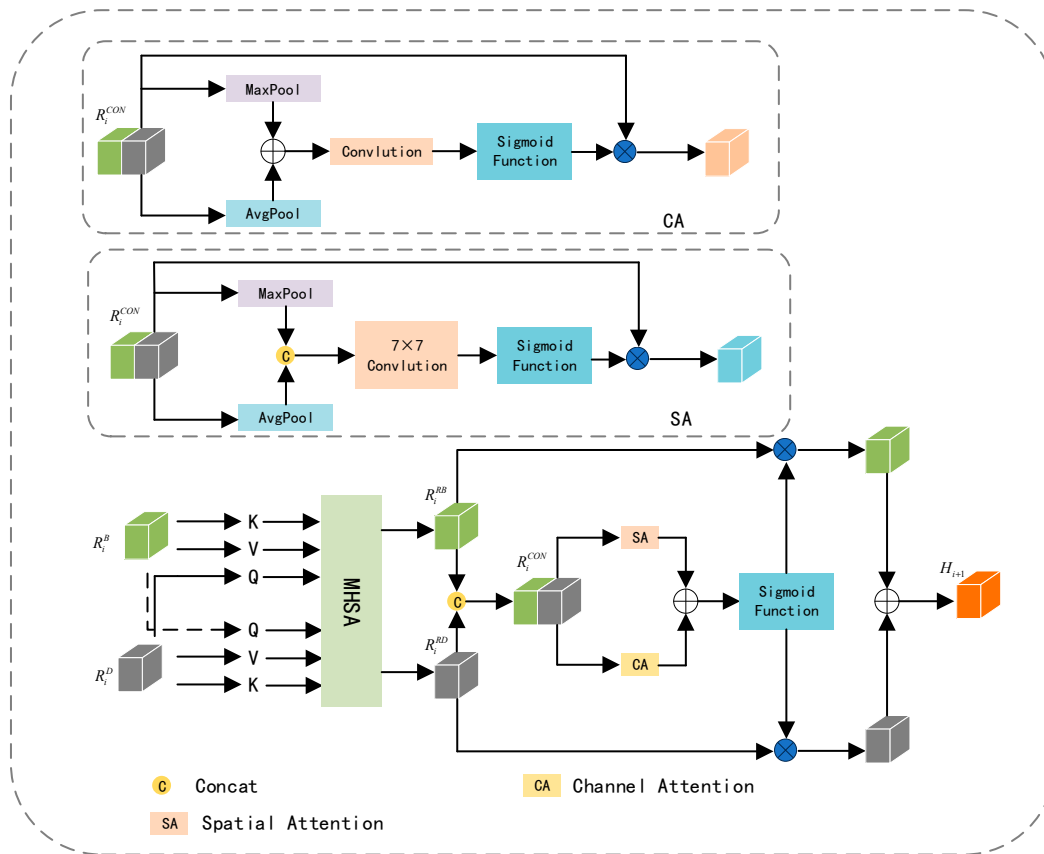 MaxPool
R_i^{CON}
Convlution
Sigmoid
Function
AvgPool
CA
MaxPool
R_i^{CON}
C
7×7
Convlution
Sigmoid
Function
AvgPool
SA
R_i^B
K
V
Q
Q
V
K
R_i^D
MHSA
R_i^{RB}
C
R_i^{RD}
R_i^{CON}
SA
CA
Sigmoid
Function
H_{i+1}
C Concat
CA Channel Attention
SA Spatial Attention